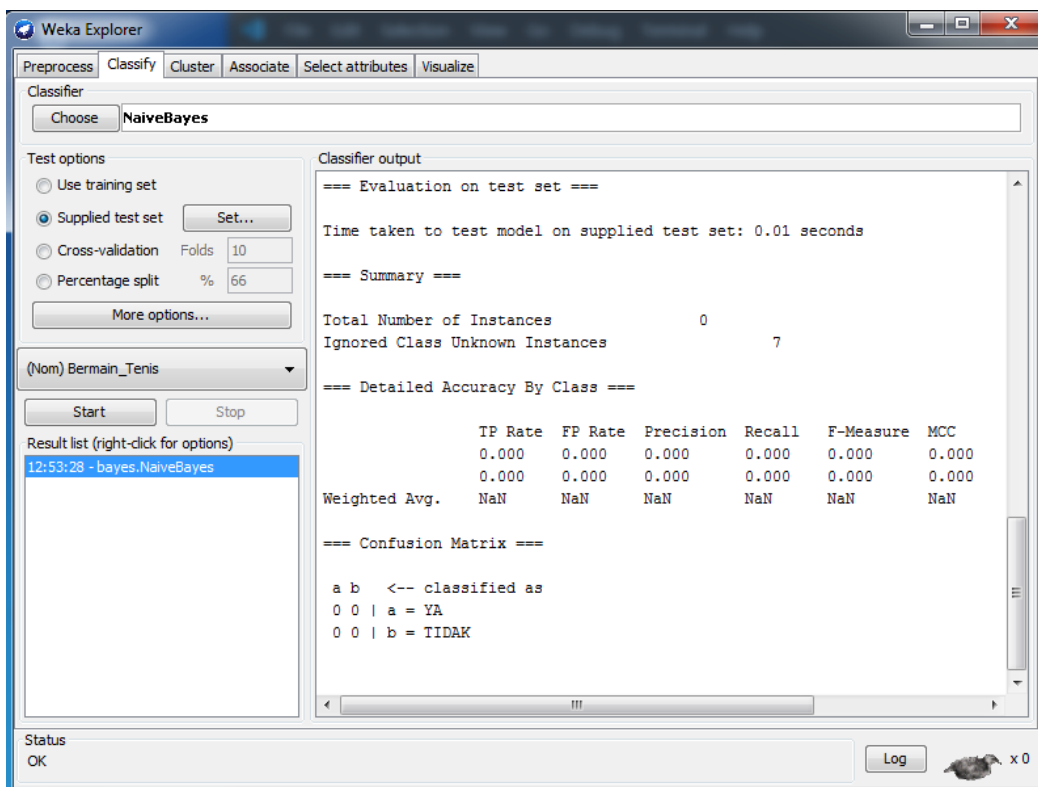 Weka Explorer
Preprocess Classify Cluster Associate Select attributes Visualize
Classifier
Choose NaiveBayes
Test options
Use training set
Supplied test set Set...
Cross-validation Folds 10
Percentage split % 66
More options...
(Nom) Bermain_Tenis
Start Stop
Result list (right-click for options)
12:53:28 - bayes.NaiveBayes
Classifier output
=== Evaluation on test set ===
Time taken to test model on supplied test set: 0.01 seconds
=== Summary ===
Total Number of Instances 0
Ignored Class Unknown Instances 7
=== Detailed Accuracy By Class ===
TP Rate FP Rate Precision Recall F-Measure MCC
0.000 0.000 0.000 0.000 0.000 0.000
0.000 0.000 0.000 0.000 0.000 0.000
Weighted Avg. NaN NaN NaN NaN NaN NaN
=== Confusion Matrix ===
a b <-- classified as
0 0 | a = YA
0 0 | b = TIDAK
Status
OK
Log x 0